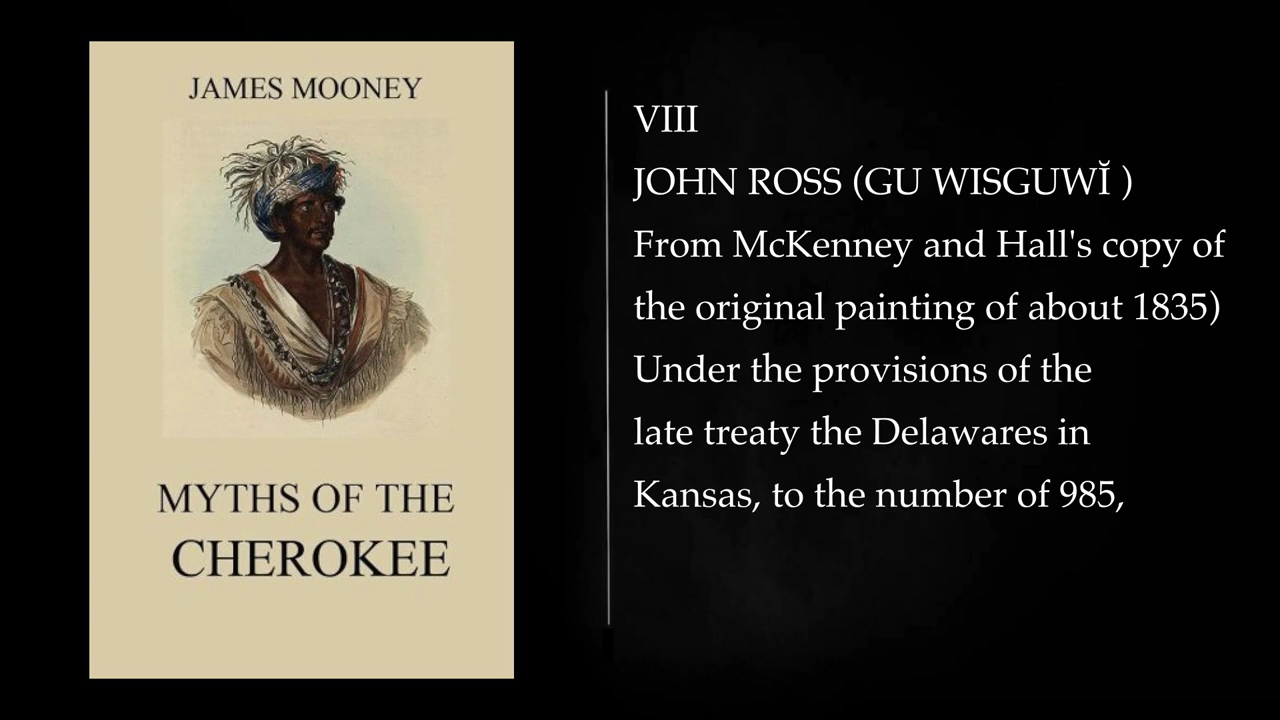 JAMES MOONEY
MYTHS OF THE
CHEROKEE
VIII
JOHN ROSS (GU WISGUWĬ )
From McKenney and Hall's copy of
the original painting of about 1835)
Under the provisions of the
late treaty the Delawares in
Kansas, to the number of 985,